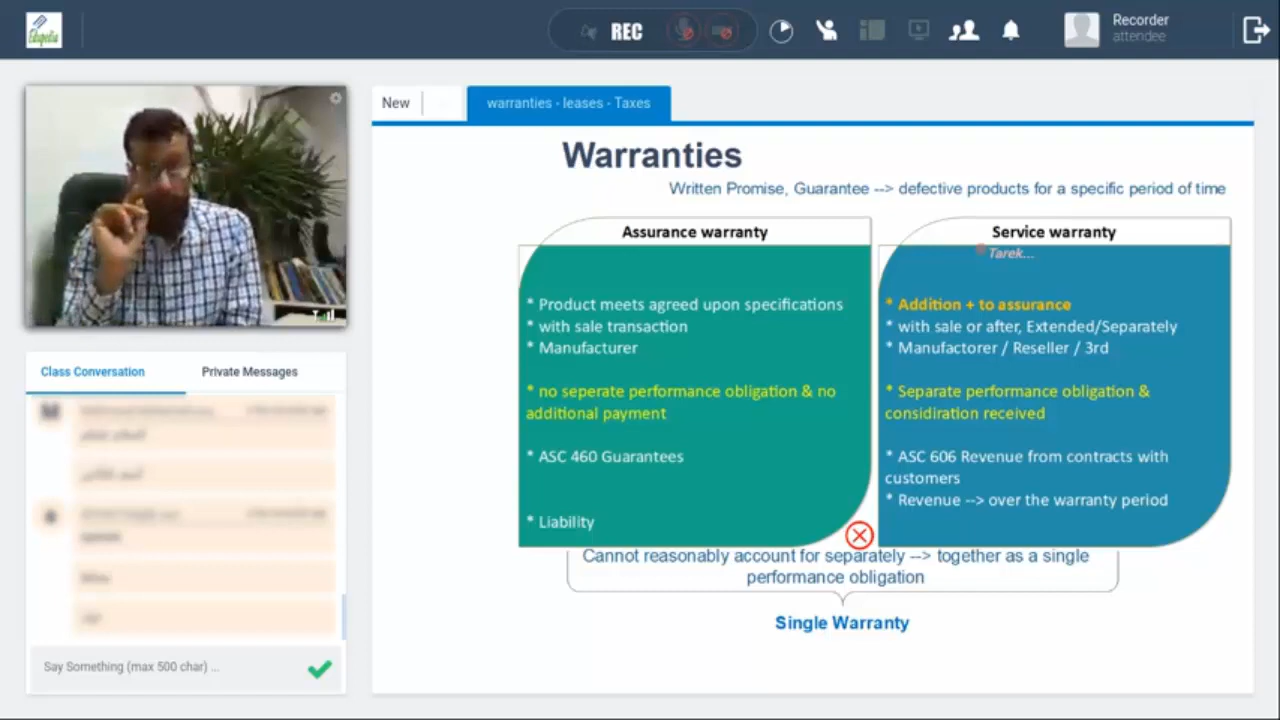 Edupedia
REC
Recorder
attendee
New
warranties - leases - Taxes
Class Conversation
Private Messages
Say Something (max 500 char) ...
Warranties
Written Promise, Guarantee --> defective products for a specific period of time
Assurance warranty
* Product meets agreed upon specifications
* with sale transaction
* Manufacturer
* no seperate performance obligation & no
additional payment
* ASC 460 Guarantees
* Liability
Service warranty
Tarek...
* Addition + to assurance
* with sale or after, Extended/Separately
* Manufactorer / Reseller / 3rd
* Separate performance obligation &
considiration received
* ASC 606 Revenue from contracts with
customers
* Revenue --> over the warranty period
Cannot reasonably account for separately --> together as a single
performance obligation
Single Warranty